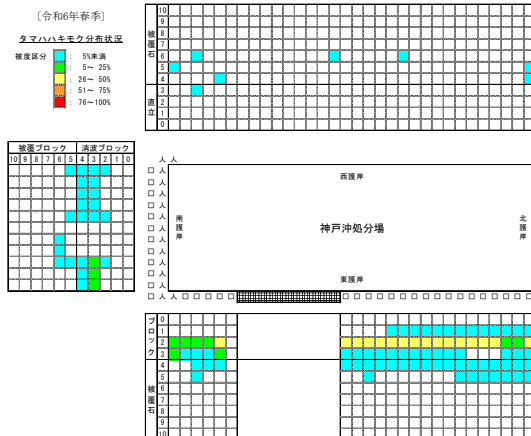 〔令和6年春季〕
タマハハキモク分布状況
被度区分 : 5%未満
: 5～ 25%
: 26～ 50%
: 51～ 75%
: 76～100%
被覆石
直立
10
9
8
7
6
5
4
3
2
1
0
被覆ブロック 消波ブロック
10 9 8 7 6 5 4 3 2 1 0
西護岸
南護岸
神戸沖処分場
北護岸
東護岸
ブロック
被覆石
0
1
2
3
4
5
6
7
8
9
10